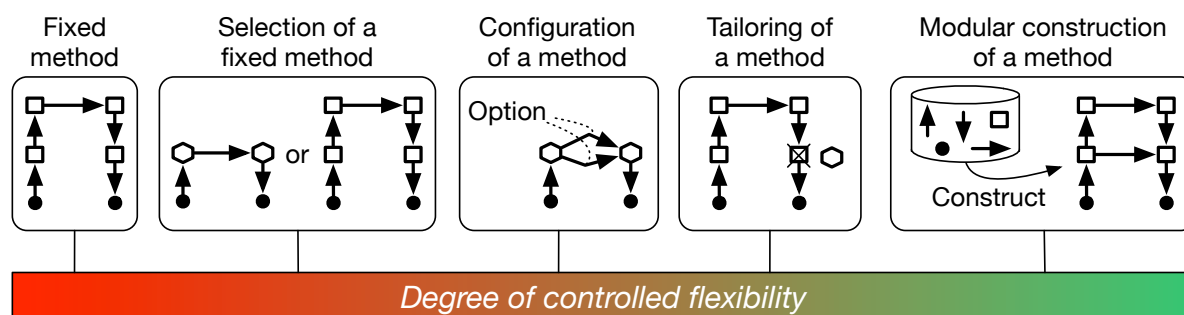 Fixed
method
Selection of a
fixed method
Configuration
of a method
Tailoring of
a method
Modular construction
of a method
or
Option
Construct
Degree of controlled flexibility